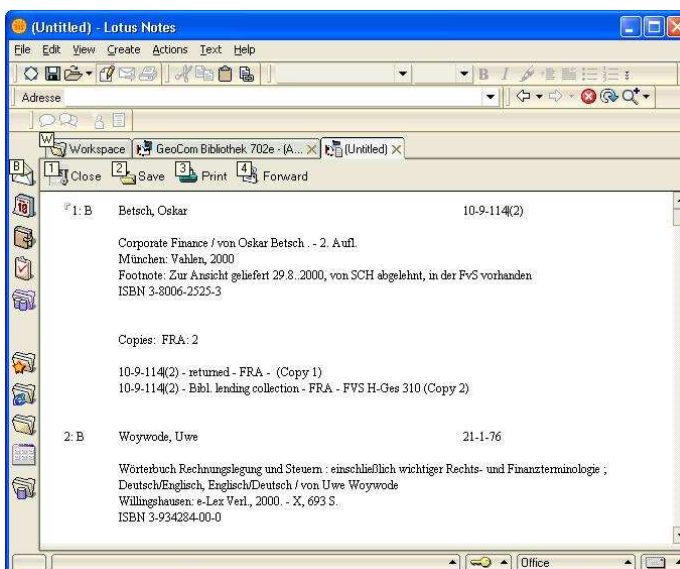 (Untitled) - Lotus Notes
File Edit View Create Actions Text Help
B I
Adresse
W Workspace GeoCom Bibliothek 702e - (A... (Untitled)
B 1 Close 2 Save 3 Print 4 Forward
18
1: B Betsch, Oskar 10-9-114(2)
Corporate Finance / von Oskar Betsch . - 2. Aufl.
München: Vahlen, 2000
Footnote: Zur Ansicht geliefert 29.8..2000, von SCH abgelehnt, in der FvS vorhanden
ISBN 3-8006-2525-3
Copies: FRA: 2
10-9-114(2) - returned - FRA - (Copy 1)
10-9-114(2) - Bibl. lending collection - FRA - FVS H-Ges 310 (Copy 2)
2: B Woywode, Uwe 21-1-76
Wörterbuch Rechnungslegung und Steuern : einschließlich wichtiger Rechts- und Finanzterminologie ;
Deutsch/Englisch, Englisch/Deutsch / von Uwe Woywode
Willingshausen: e-Lex Verl., 2000. - X, 693 S.
ISBN 3-934284-00-0
Office